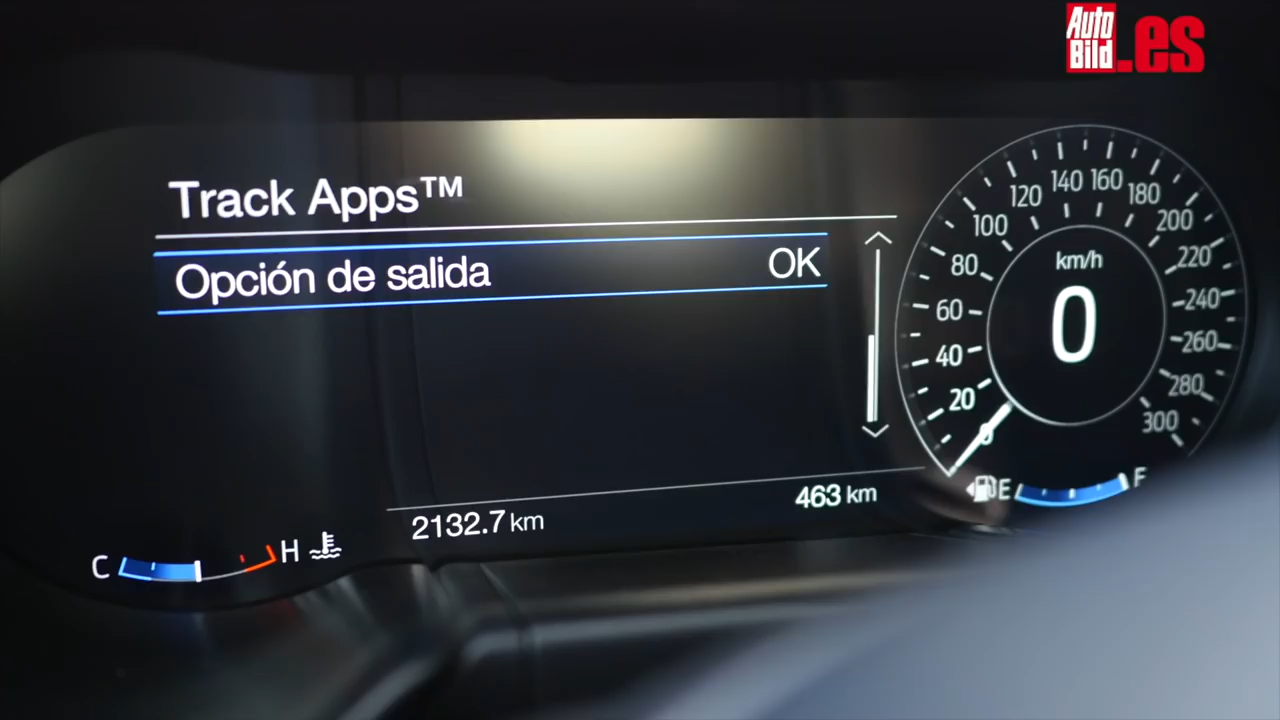 Auto
Bild.es
Track Apps™
Opción de salida OK
140 160
120 180
100 200
80 220
km/h
60 0 240
40 260
20 280
0 300
463 km
E F
2132.7 km
C H